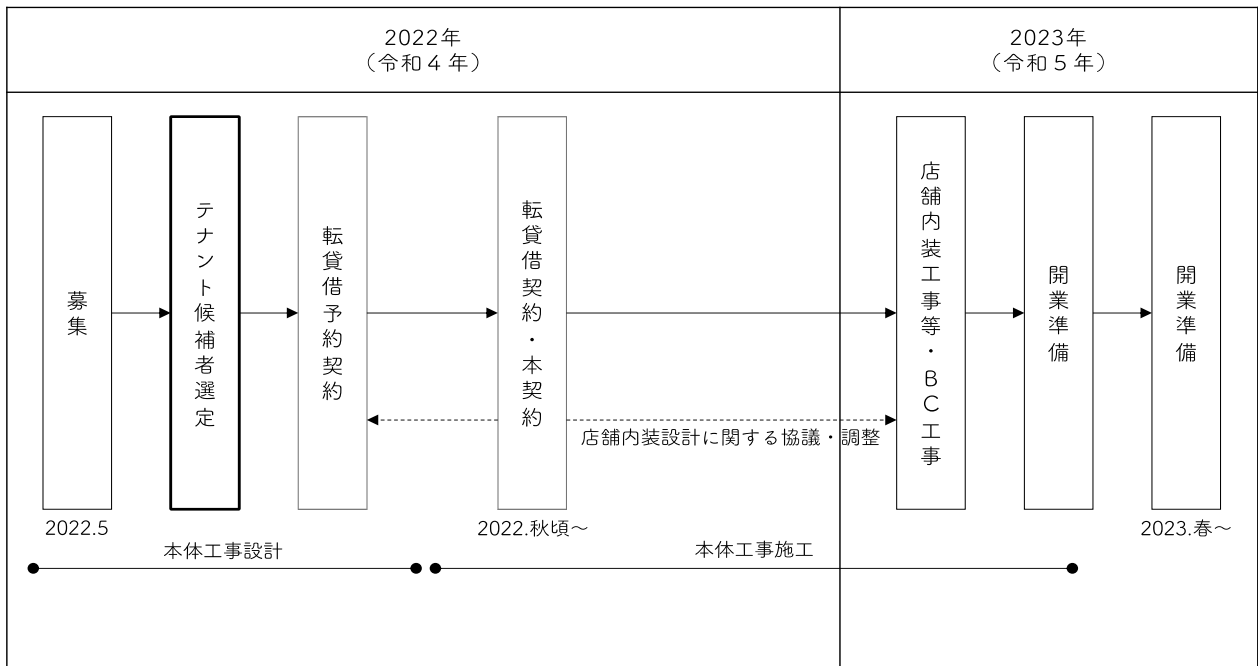 2022年
（令和４年）
2023年
（令和５年）
募集
テナント候補者選定
転貸借予約契約
転貸借契約・本契約
店舗内装工事等・ＢＣ工事
開業準備
開業準備
店舗内装設計に関する協議・調整
2022.5
2022.秋頃～
2023.春～
本体工事設計
本体工事施工